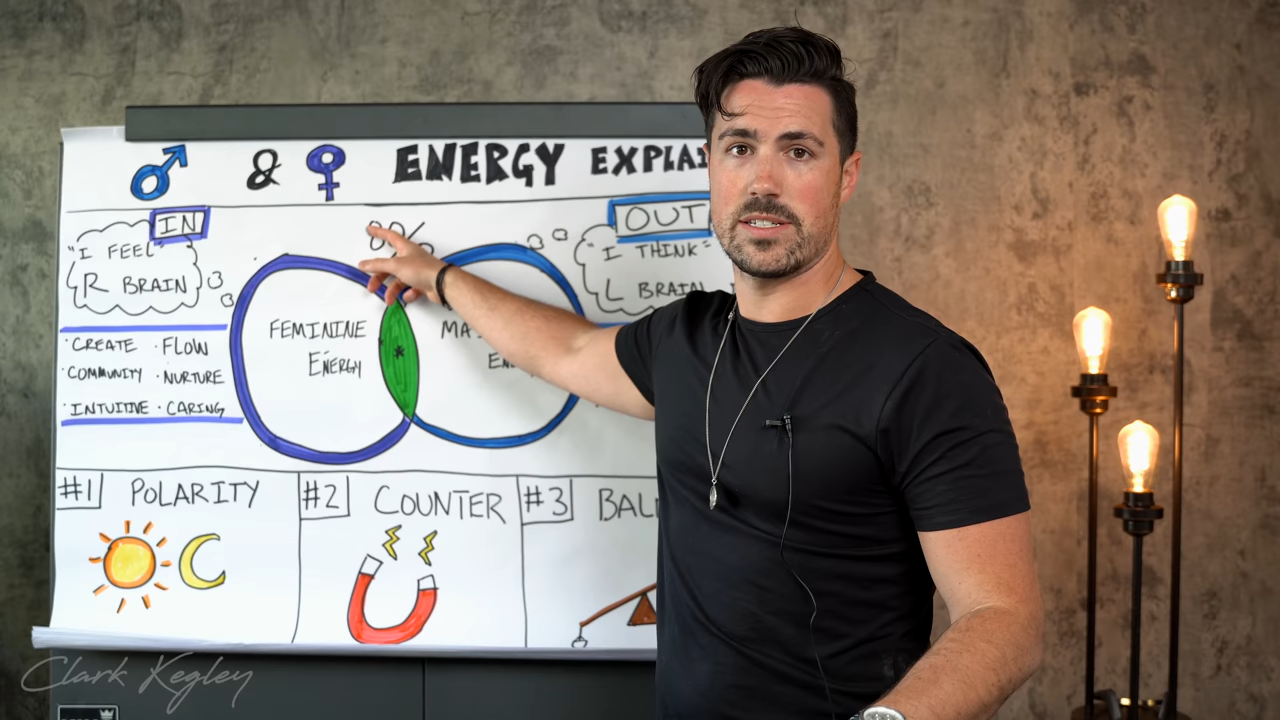 & ENERGY EXPLAI
IN
"I FEEL"
R BRAIN
OUT
"I THINK"
L BRAIN
FEMININE
ENERGY
· CREATE · FLOW
· COMMUNITY · NURTURE
· INTUITIVE · CARING
#1 POLARITY
#2 COUNTER
#3 BAL
Clark Kegley